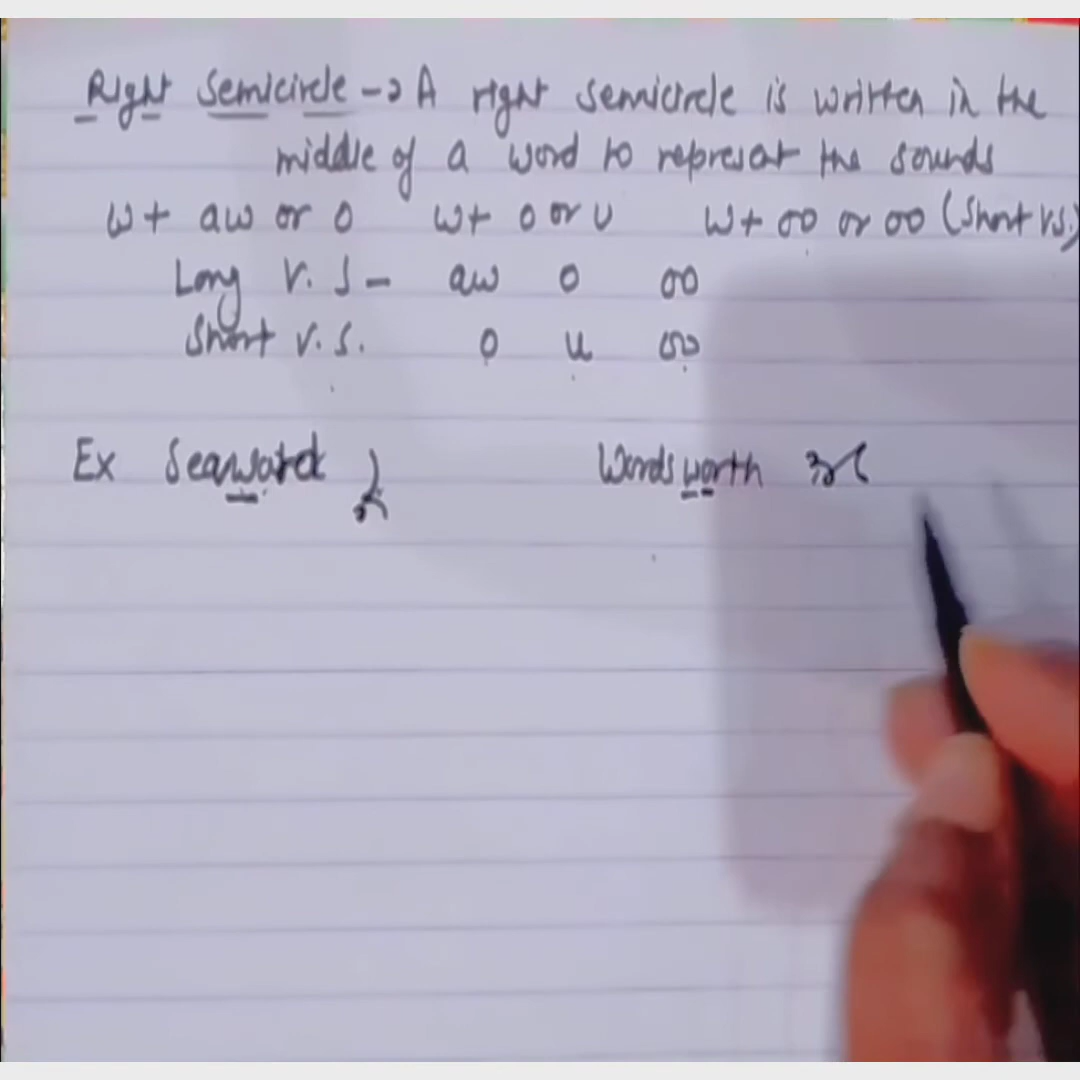 Right Semicircle → A right semicircle is written in the
middle of a word to represent the sounds
w + aw or o w + o or u w + oo or oo (Short v.s.)
Long v. s - aw o oo
Short v.s. o u oo
Ex Seaward Wordsworth